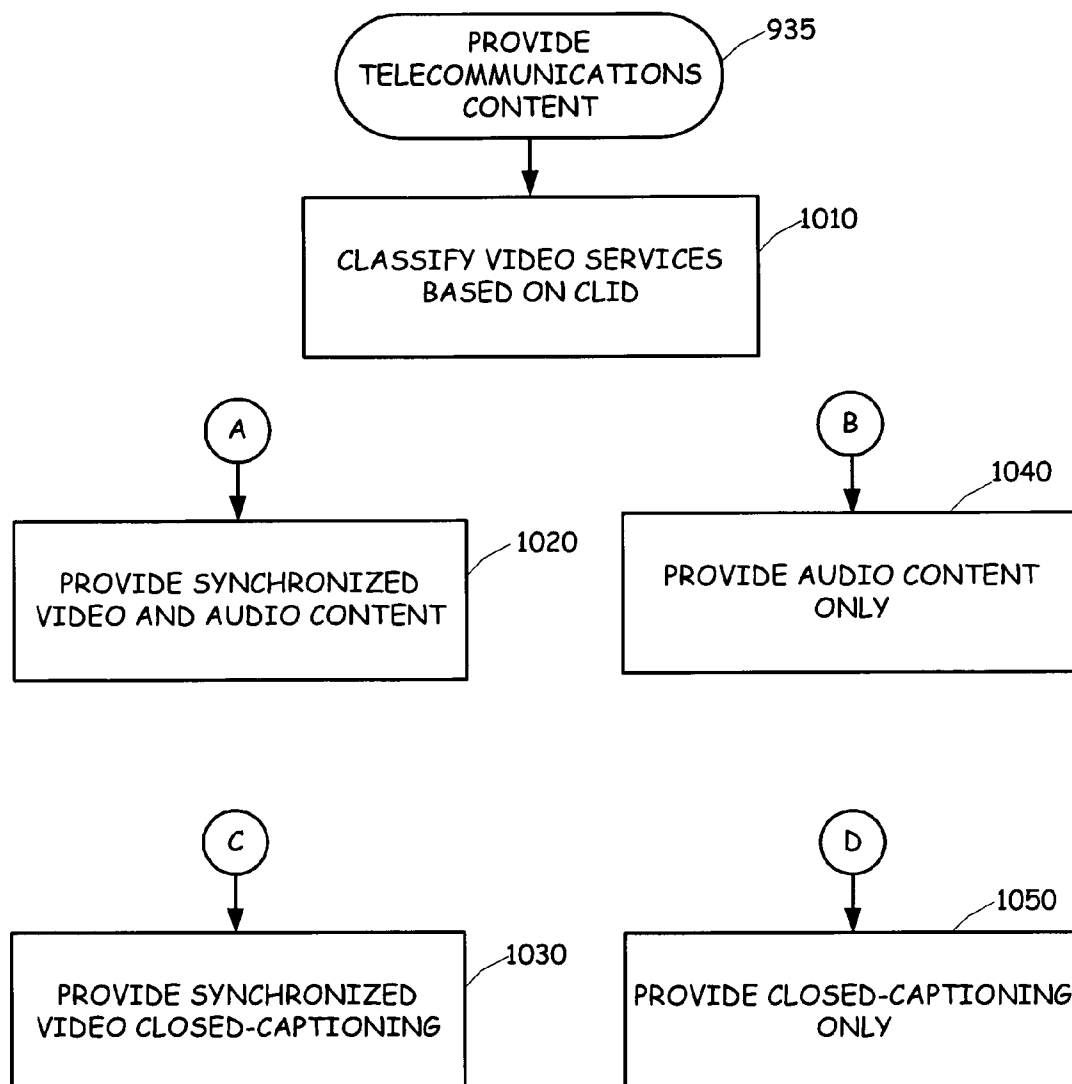 PROVIDE
TELECOMMUNICATIONS
CONTENT
935
CLASSIFY VIDEO SERVICES
BASED ON CLID
1010
A
PROVIDE SYNCHRONIZED
VIDEO AND AUDIO CONTENT
1020
B
PROVIDE AUDIO CONTENT
ONLY
1040
C
PROVIDE SYNCHRONIZED
VIDEO CLOSED-CAPTIONING
1030
D
PROVIDE CLOSED-CAPTIONING
ONLY
1050